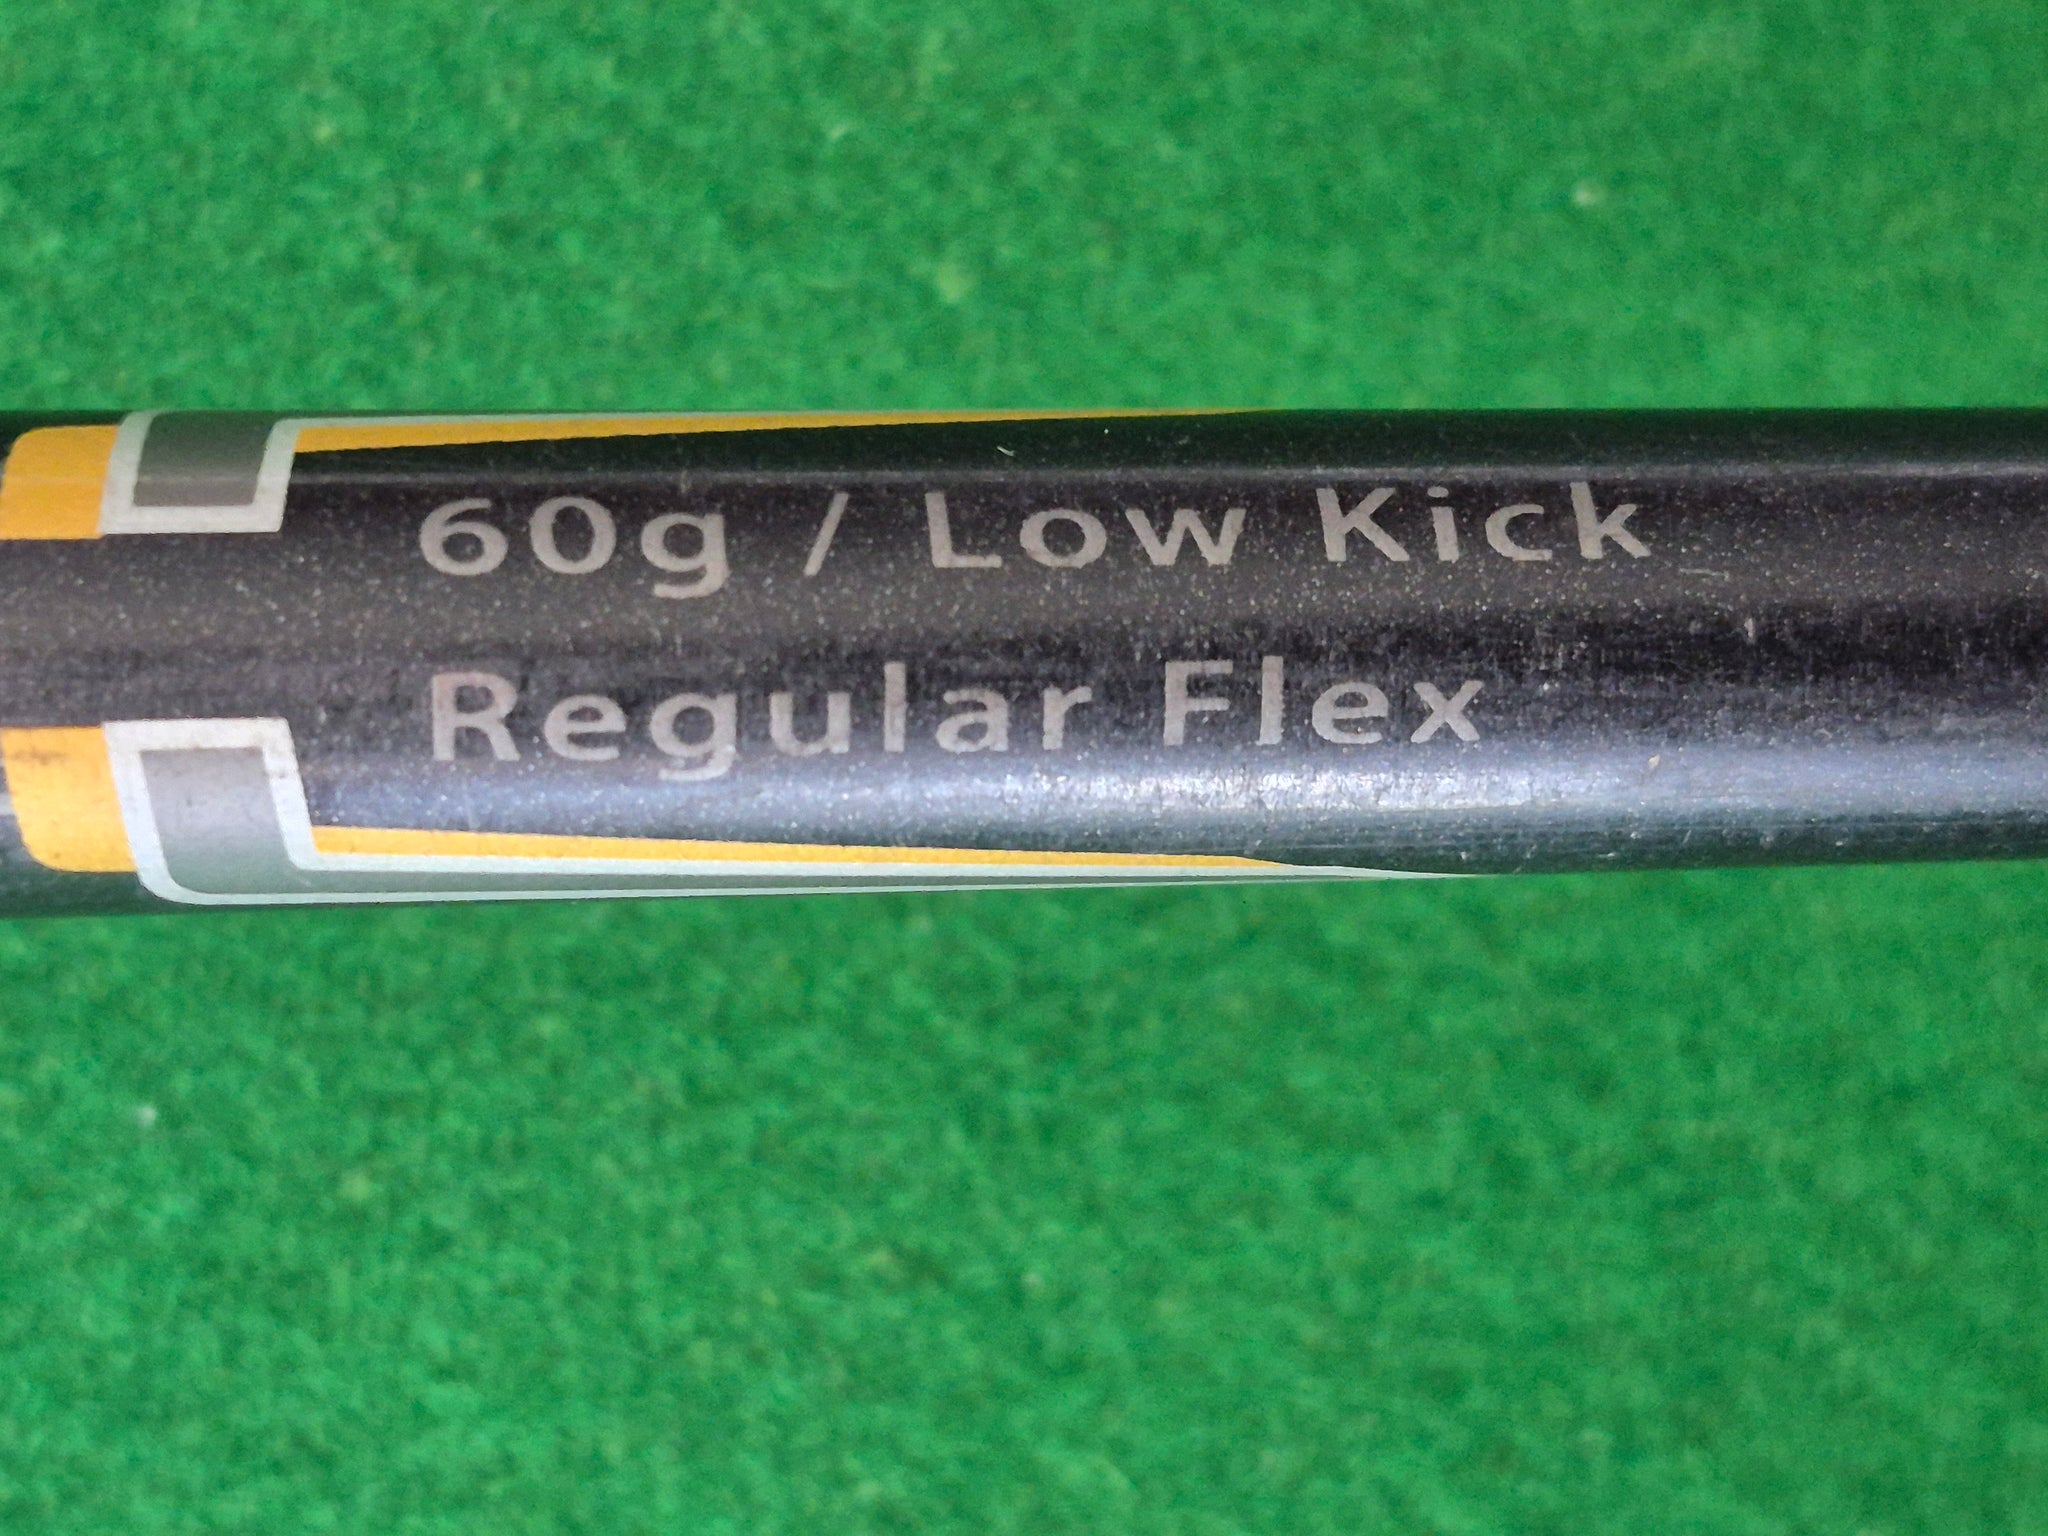 60g / Low Kick
Regular Flex